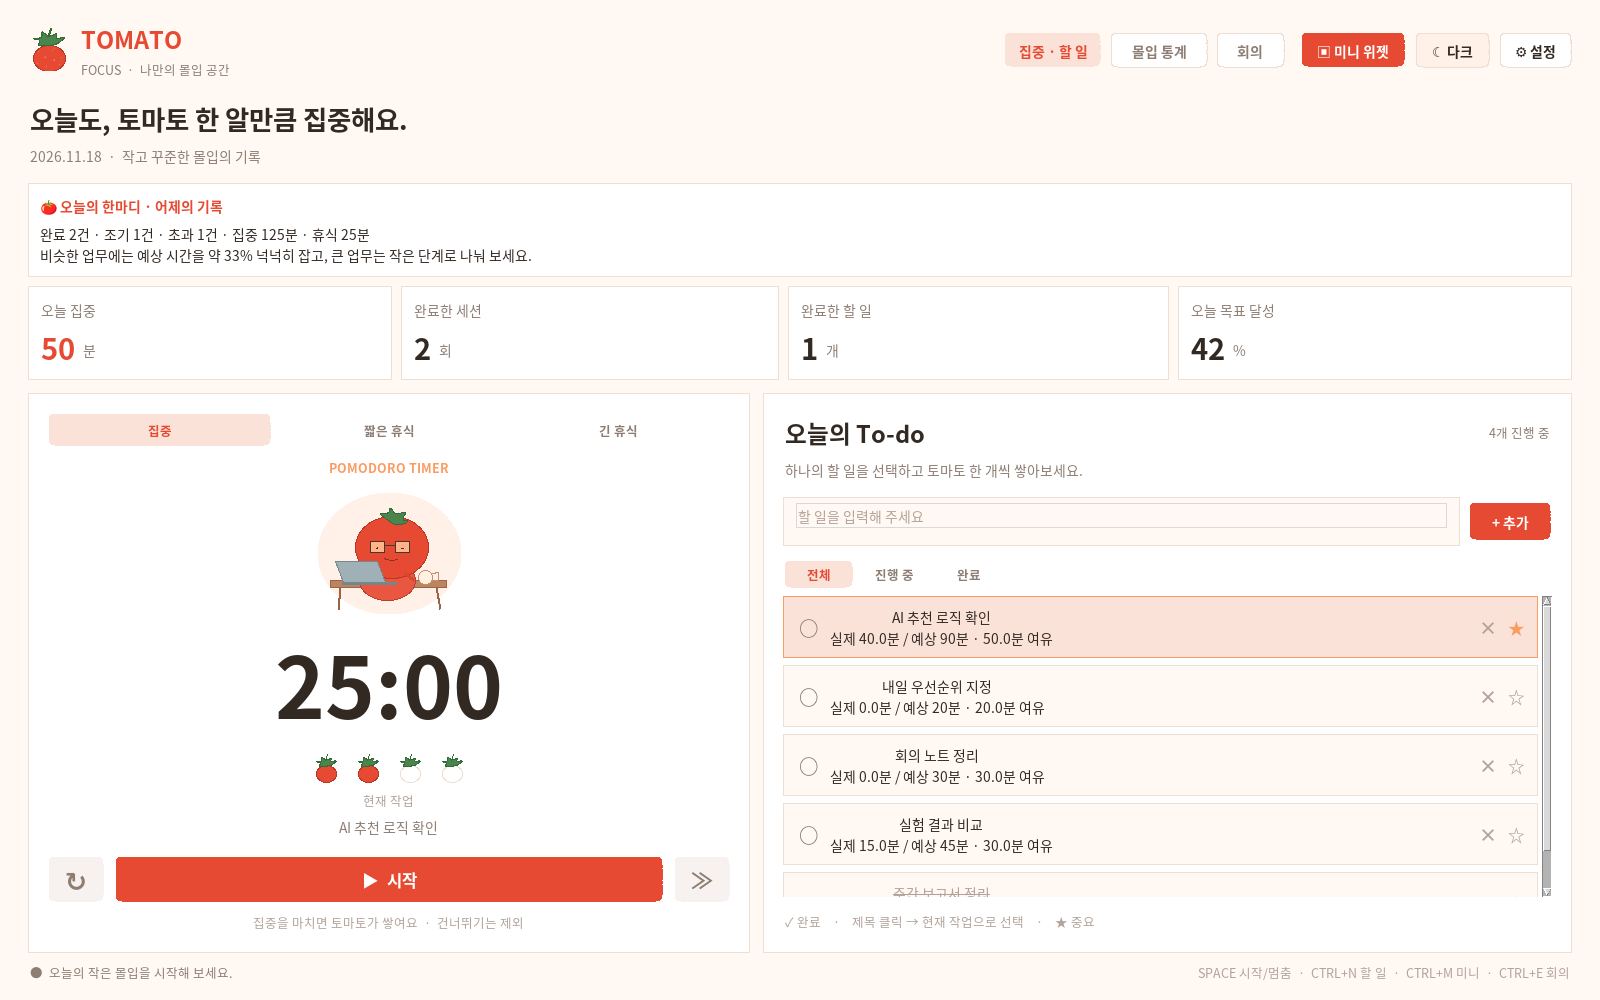 TOMATO
FOCUS · 나만의 몰입 공간
집중 · 할 일
몰입 통계
회의
▣ 미니 위젯
☾ 다크
⚙ 설정
오늘도, 토마토 한 알만큼 집중해요.
2026.11.18 · 작고 꾸준한 몰입의 기록
🍅 오늘의 한마디 · 어제의 기록
완료 2건 · 조기 1건 · 초과 1건 · 집중 125분 · 휴식 25분
비슷한 업무에는 예상 시간을 약 33% 넉넉히 잡고, 큰 업무는 작은 단계로 나눠 보세요.
오늘 집중
50 분
완료한 세션
2 회
완료한 할 일
1 개
오늘 목표 달성
42 %
집중
짧은 휴식
긴 휴식
POMODORO TIMER
25:00
현재 작업
AI 추천 로직 확인
↻
▶ 시작
≫
집중을 마치면 토마토가 쌓여요 · 건너뛰기는 제외
오늘의 To-do
4개 진행 중
하나의 할 일을 선택하고 토마토 한 개씩 쌓아보세요.
할 일을 입력해 주세요
+ 추가
전체
진행 중
완료
AI 추천 로직 확인
실제 40.0분 / 예상 90분 · 50.0분 여유
✕ ★
내일 우선순위 지정
실제 0.0분 / 예상 20분 · 20.0분 여유
✕ ☆
회의 노트 정리
실제 0.0분 / 예상 30분 · 30.0분 여유
✕ ☆
실험 결과 비교
실제 15.0분 / 예상 45분 · 30.0분 여유
✕ ☆
주간 보고서 정리
✓ 완료 · 제목 클릭 → 현재 작업으로 선택 · ★ 중요
● 오늘의 작은 몰입을 시작해 보세요.
SPACE 시작/멈춤 · CTRL+N 할 일 · CTRL+M 미니 · CTRL+E 회의